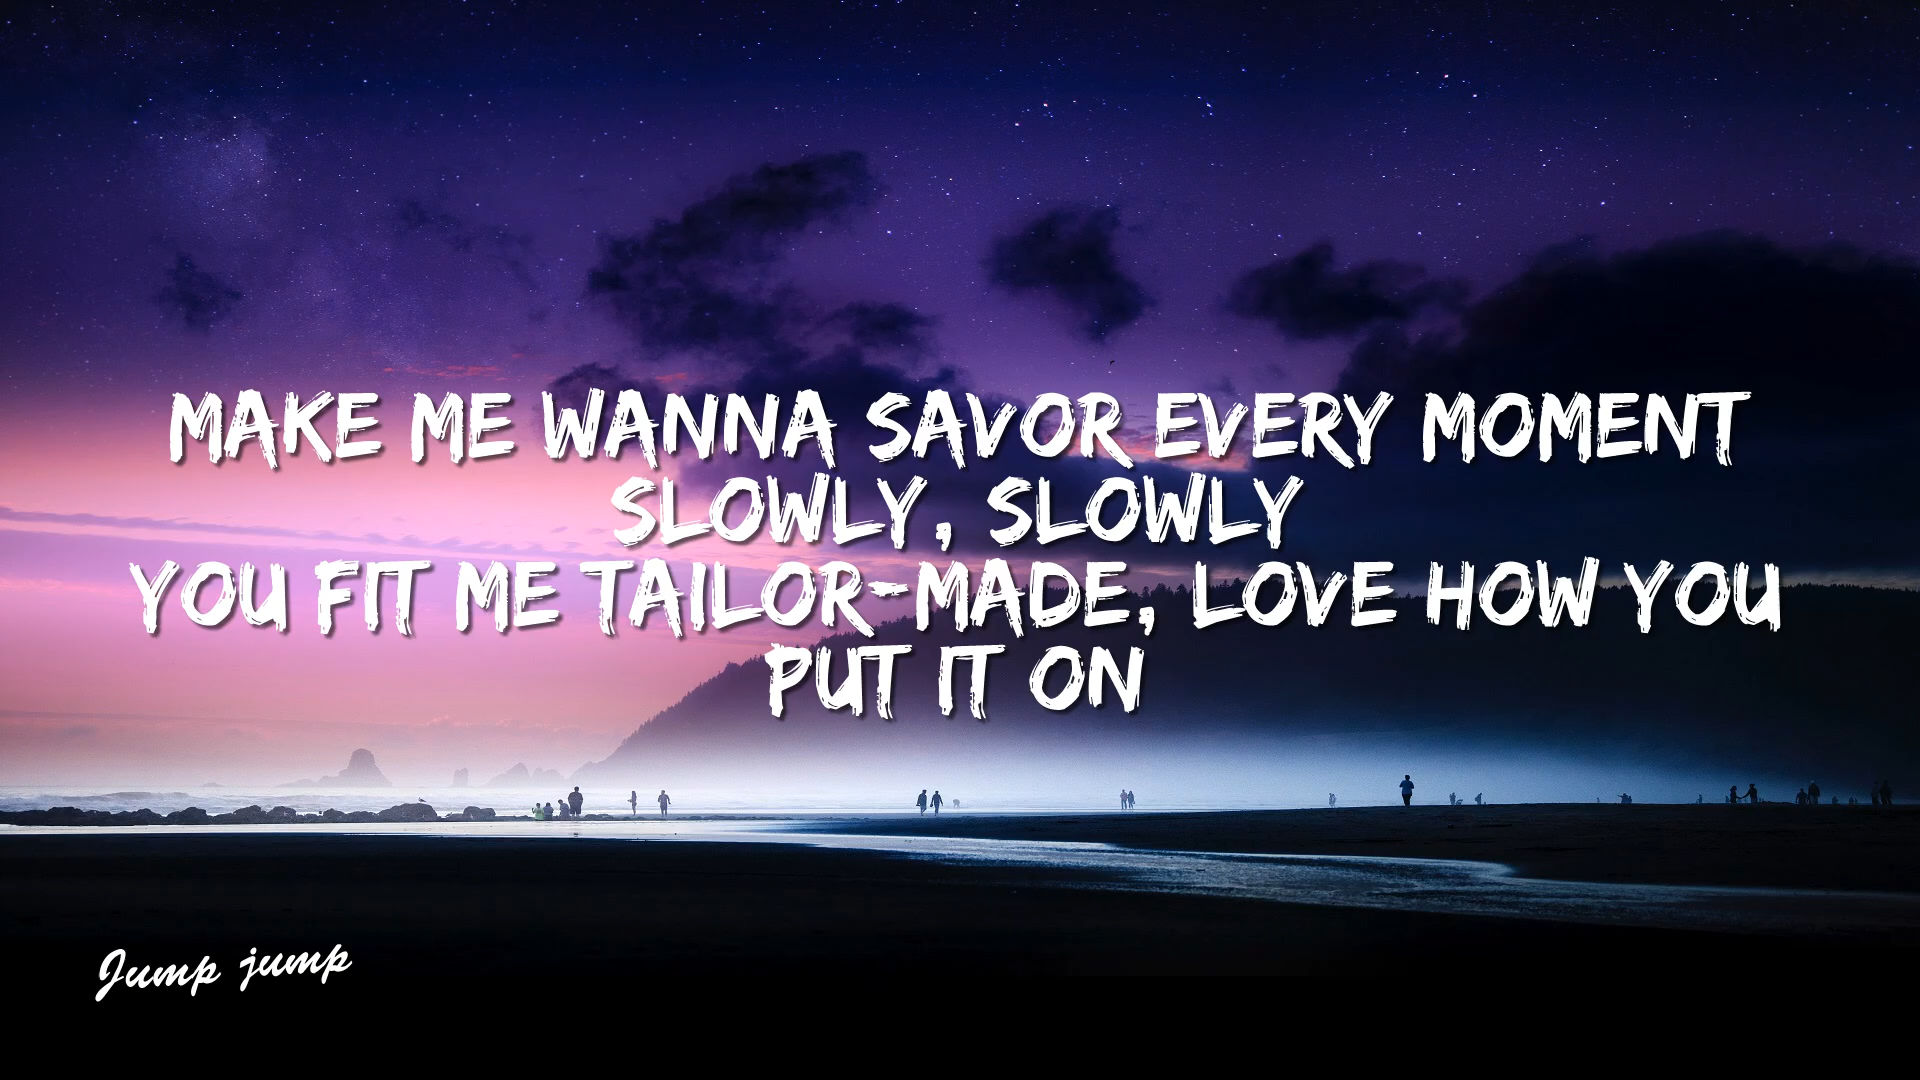 MAKE ME WANNA SAVOR EVERY MOMENT
SLOWLY, SLOWLY
YOU FIT ME TAILOR-MADE, LOVE HOW YOU
PUT IT ON
Jump jump